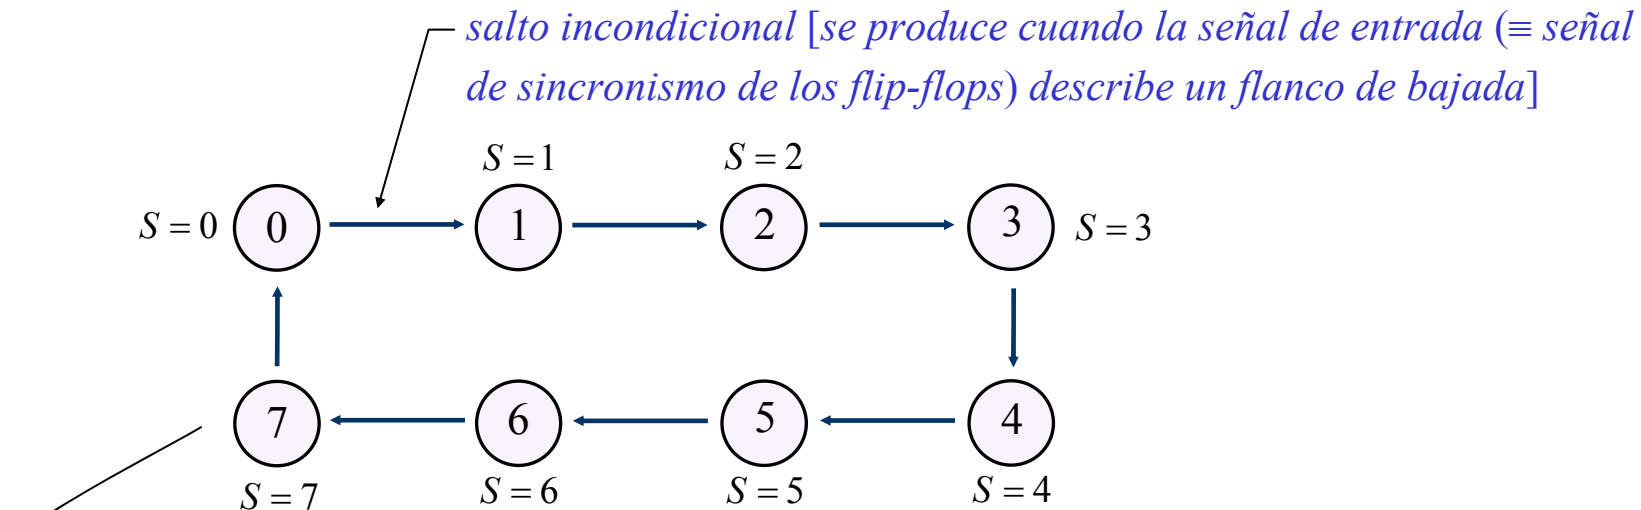 salto incondicional [se produce cuando la señal de entrada (≡ señal
de sincronismo de los flip-flops) describe un flanco de bajada]
S = 1
S = 2
S = 0
0
1
2
3
S = 3
7
6
5
4
S = 7
S = 6
S = 5
S = 4